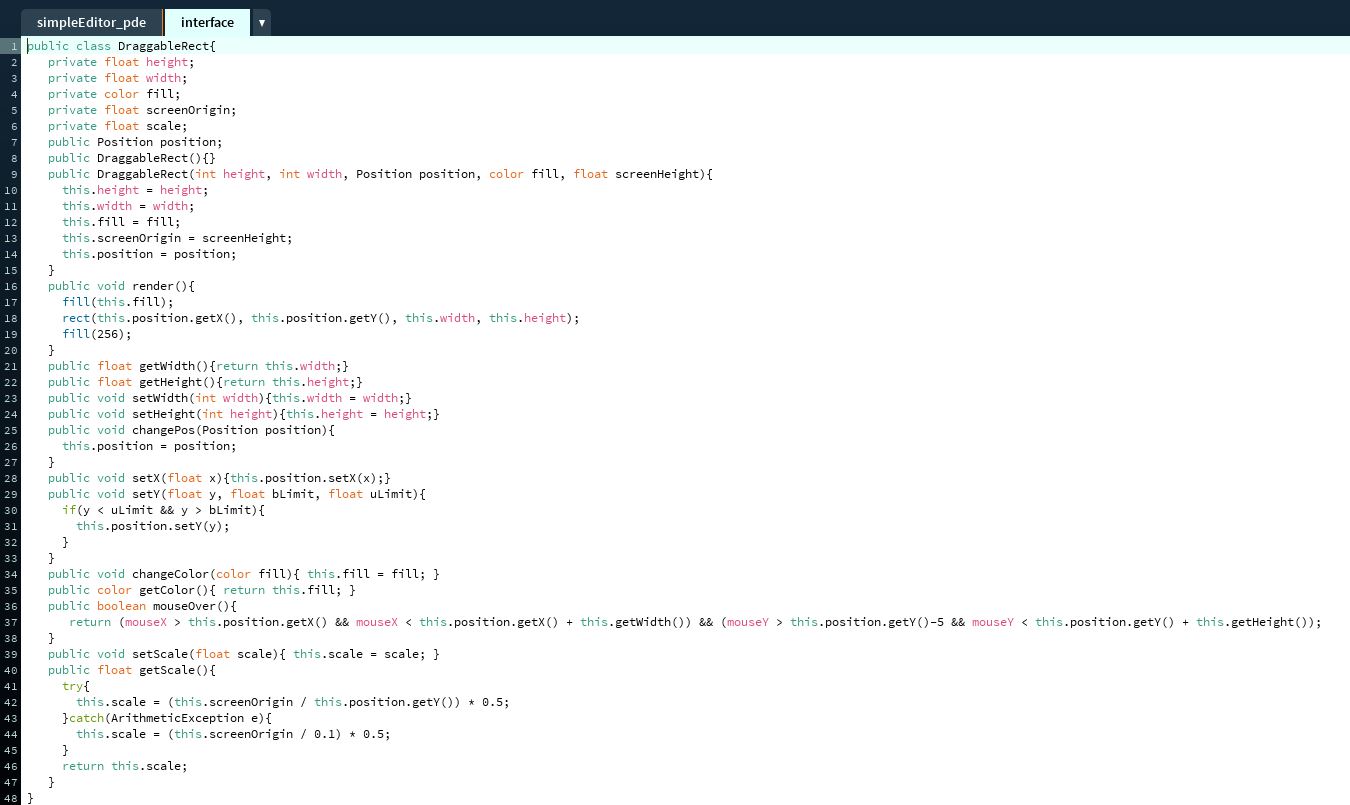 simpleEditor_pde interface ▼
1 public class DraggableRect{
2 private float height;
3 private float width;
4 private color fill;
5 private float screenOrigin;
6 private float scale;
7 public Position position;
8 public DraggableRect(){}
9 public DraggableRect(int height, int width, Position position, color fill, float screenHeight){
10 this.height = height;
11 this.width = width;
12 this.fill = fill;
13 this.screenOrigin = screenHeight;
14 this.position = position;
15 }
16 public void render(){
17 fill(this.fill);
18 rect(this.position.getX(), this.position.getY(), this.width, this.height);
19 fill(256);
20 }
21 public float getWidth(){return this.width;}
22 public float getHeight(){return this.height;}
23 public void setWidth(int width){this.width = width;}
24 public void setHeight(int height){this.height = height;}
25 public void changePos(Position position){
26 this.position = position;
27 }
28 public void setX(float x){this.position.setX(x);}
29 public void setY(float y, float bLimit, float uLimit){
30 if(y < uLimit && y > bLimit){
31 this.position.setY(y);
32 }
33 }
34 public void changeColor(color fill){ this.fill = fill; }
35 public color getColor(){ return this.fill; }
36 public boolean mouseOver(){
37 return (mouseX > this.position.getX() && mouseX < this.position.getX() + this.getWidth()) && (mouseY > this.position.getY()-5 && mouseY < this.position.getY() + this.getHeight());
38 }
39 public void setScale(float scale){ this.scale = scale; }
40 public float getScale(){
41 try{
42 this.scale = (this.screenOrigin / this.position.getY()) * 0.5;
43 }catch(ArithmeticException e){
44 this.scale = (this.screenOrigin / 0.1) * 0.5;
45 }
46 return this.scale;
47 }
48 }